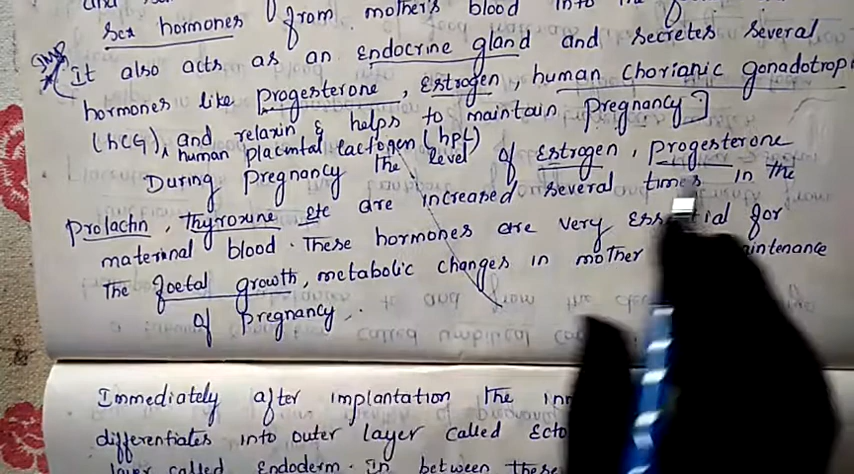 sex hormones from mother's blood into the
Imp
It also acts as an Endocrine gland and secretes several
hormones like Progesterone, Estrogen, human chorianic gonadotrop
(hCG), and relaxin & helps to maintain pregnancy]
human placental lactogen (hpL)
During pregnancy the level of Estrogen, progesterone
Prolactin, Thyroxine etc are increased several times in the
maternal blood. These hormones are very Essential for
the foetal growth, metabolic changes in mother maintenance
of pregnancy.
Immediately after implantation the inn
differentiates into outer layer called Ecto
layer called Endoderm. In between these